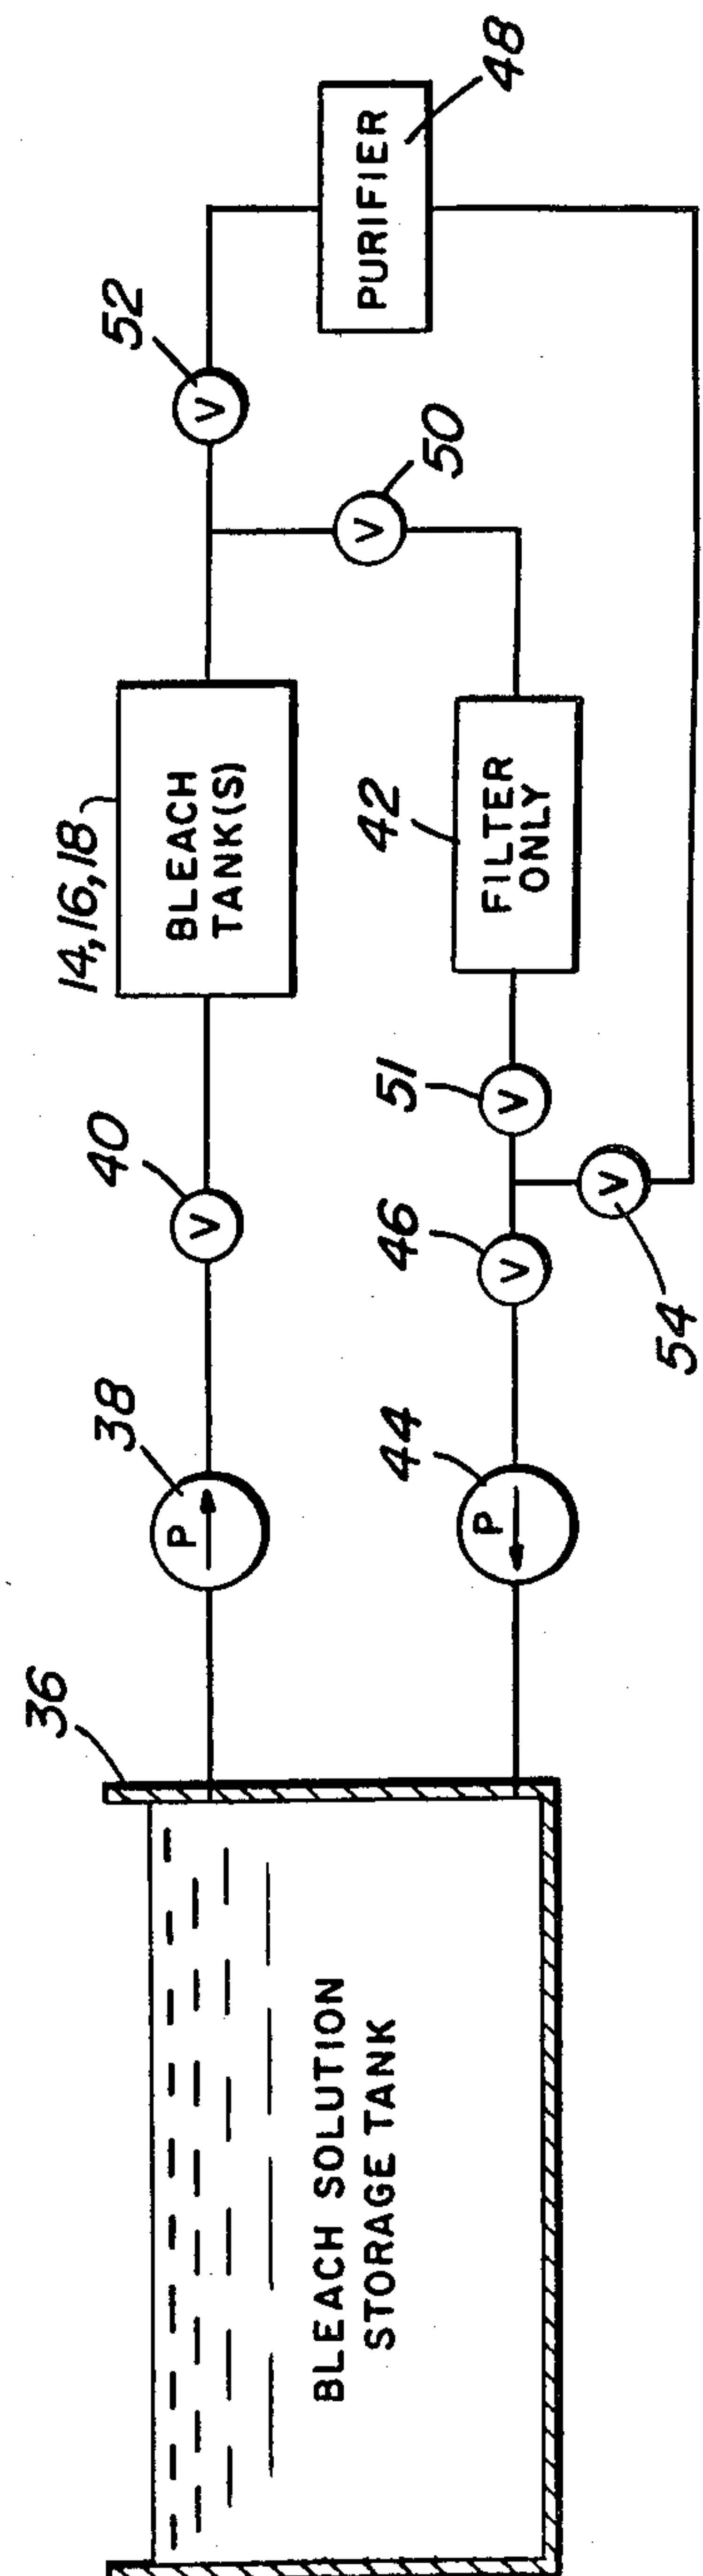 52
PURIFIER
48
V
50
V
14,16,18
BLEACH
TANK(S)
42
FILTER
ONLY
40
V
51
V
46
V
V
54
38
P
44
P
36
BLEACH SOLUTION
STORAGE TANK